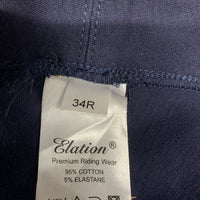 34R
Elation®
Premium Riding Wear
95% COTTON
5% ELASTANE